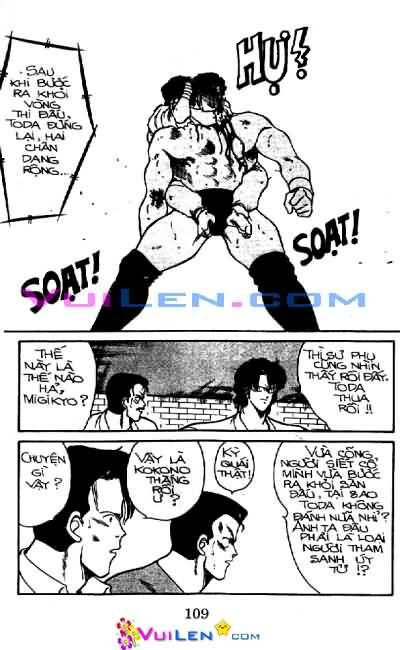 SAU
KHI BƯỚC
RA KHỎI
VÒNG
THI ĐẤU,
TODA ĐỨNG
LẠI, HAI
CHÂN
DANG
RỘNG...
HỰ!!
SOẠT!
SOẠT!
VUILEN.COM
THẾ
NÀY LÀ
THẾ NÀO
HẢ,
MIGIKYO?
THÌ SƯ PHỤ
CŨNG NHÌN
THẤY RỒI ĐẤY.
TODA
THUA
RỒI!!
CHUYỆN
GÌ
VẬY?
VẬY LÀ
KOKONO
THẮNG
RỒI
Ư?
KỲ
QUÁI
THẬT!
VỪA CÕNG
NGƯỜI SIẾT CỔ
MÌNH VỪA BƯỚC
RA KHỎI SÀN
ĐẤU, TẠI SAO
TODA KHÔNG
ĐÁNH NỮA NHỈ?
ANH TA ĐÂU
PHẢI LÀ LOẠI
NGƯỜI THAM
SANH ÚY
TỬ!?
109
VUILEN.COM